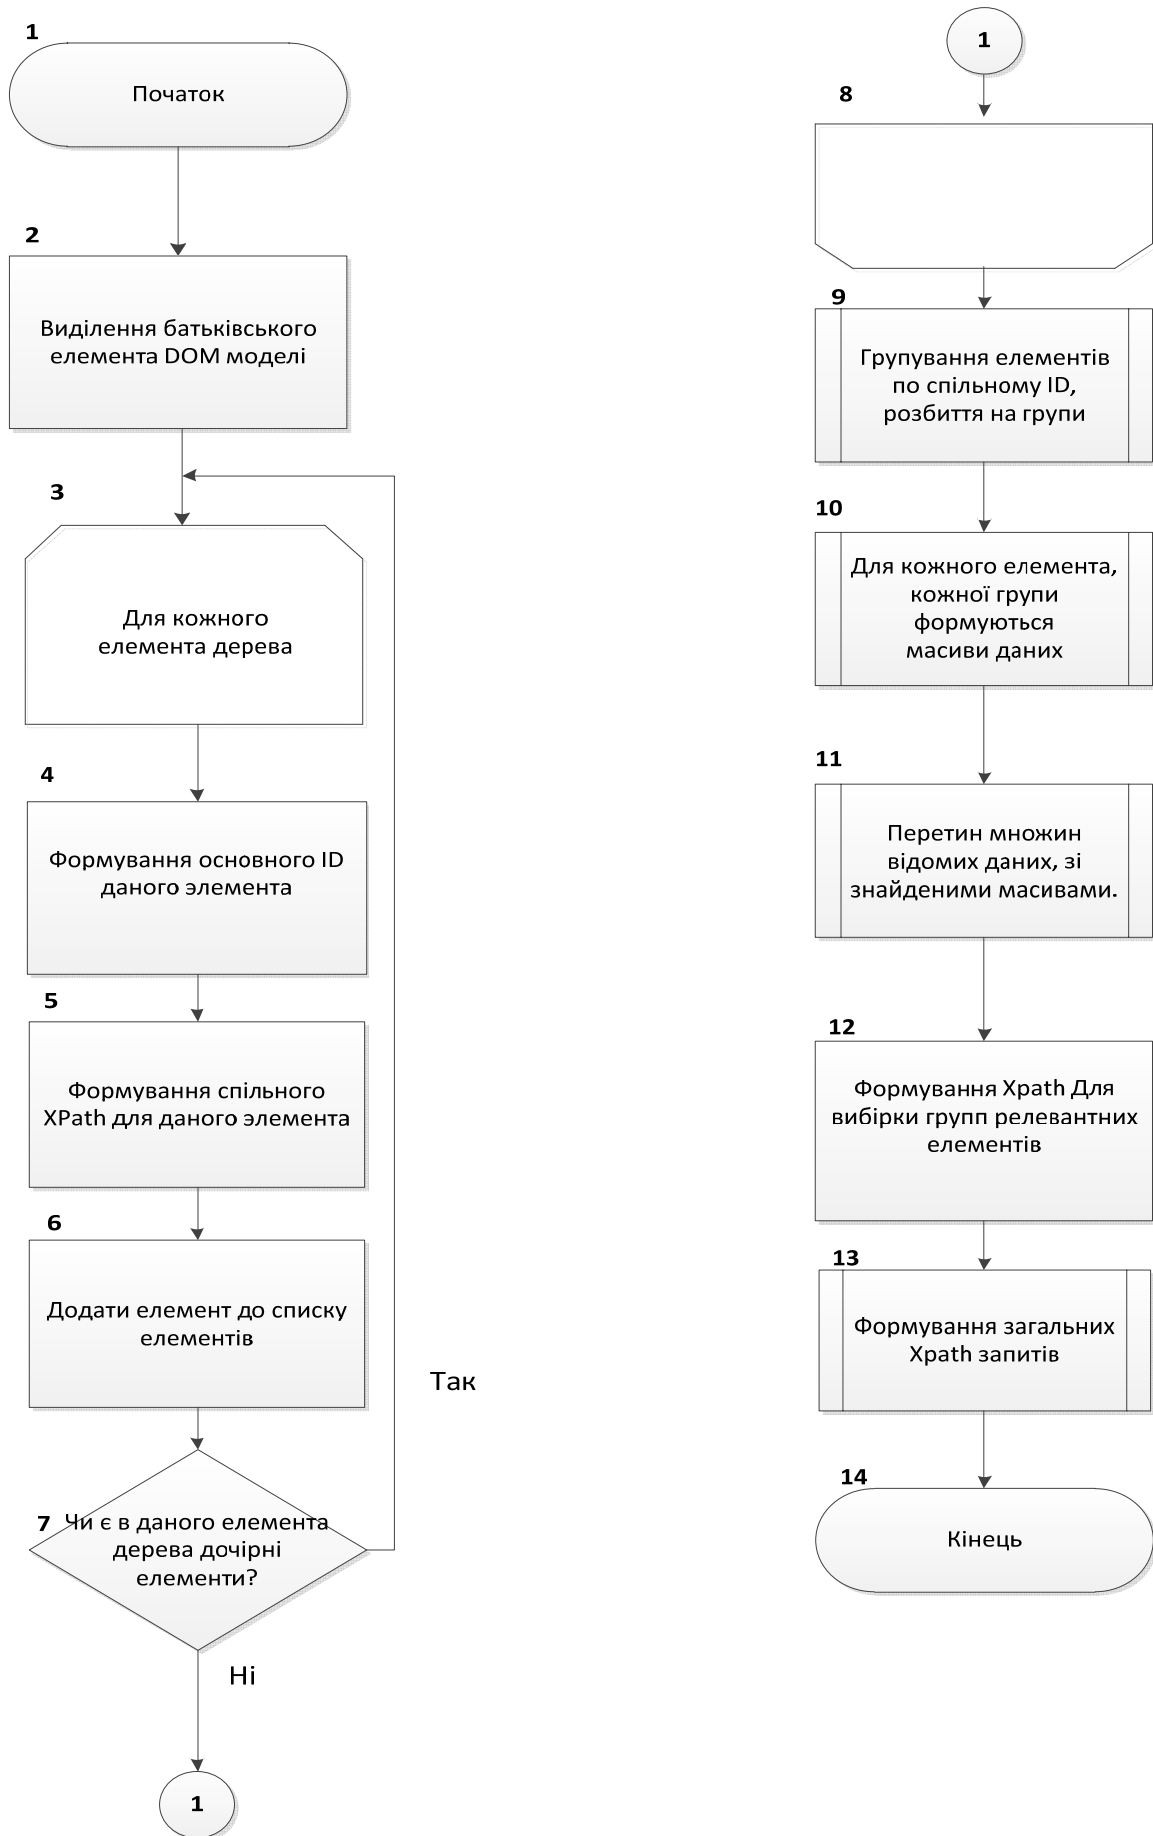 1
Початок
2
Виділення батьківського
елемента DOM моделі
3
Для кожного
елемента дерева
4
Формування основного ID
даного элемента
5
Формування спільного
XPath для даного элемента
6
Додати елемент до списку
елементів
Так
7
Чи є в даного елемента
дерева дочірні
елементи?
Ні
1
1
8
9
Групування елементів
по спільному ID,
розбиття на групи
10
Для кожного елемента,
кожної групи
формуються
масиви даних
11
Перетин множин
відомих даних, зі
знайденими масивами.
12
Формування Xpath Для
вибірки групп релевантних
елементів
13
Формування загальних
Xpath запитів
14
Кінець